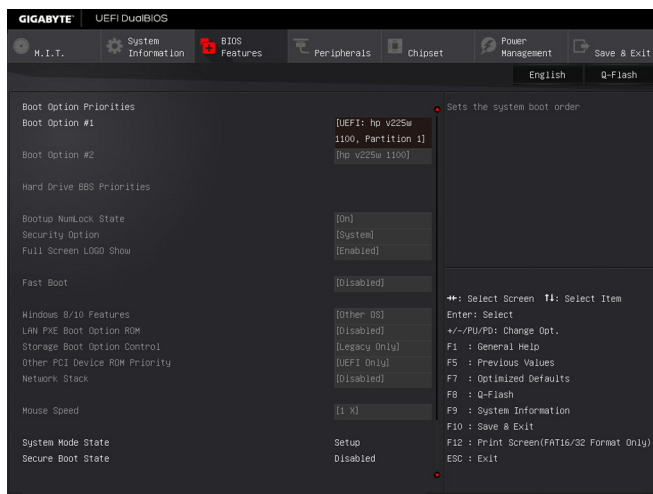 GIGABYTE™ UEFI DualBIOS
M.I.T.
System Information
BIOS Features
Peripherals
Chipset
Power Management
Save & Exit
English Q-Flash
Boot Option Priorities
Boot Option #1 [UEFI: hp v225w
1100, Partition 1]
Boot Option #2 [hp v225w 1100]
Hard Drive BBS Priorities
Bootup NumLock State [On]
Security Option [System]
Full Screen LOGO Show [Enabled]
Fast Boot [Disabled]
Windows 8/10 Features [Other OS]
LAN PXE Boot Option ROM [Disabled]
Storage Boot Option Control [Legacy Only]
Other PCI Device ROM Priority [UEFI Only]
Network Stack [Disabled]
Mouse Speed [1 X]
System Mode State Setup
Secure Boot State Disabled
Sets the system boot order
→←: Select Screen ↑↓: Select Item
Enter: Select
+/-/PU/PD: Change Opt.
F1 : General Help
F5 : Previous Values
F7 : Optimized Defaults
F8 : Q-Flash
F9 : System Information
F10 : Save & Exit
F12 : Print Screen(FAT16/32 Format Only)
ESC : Exit